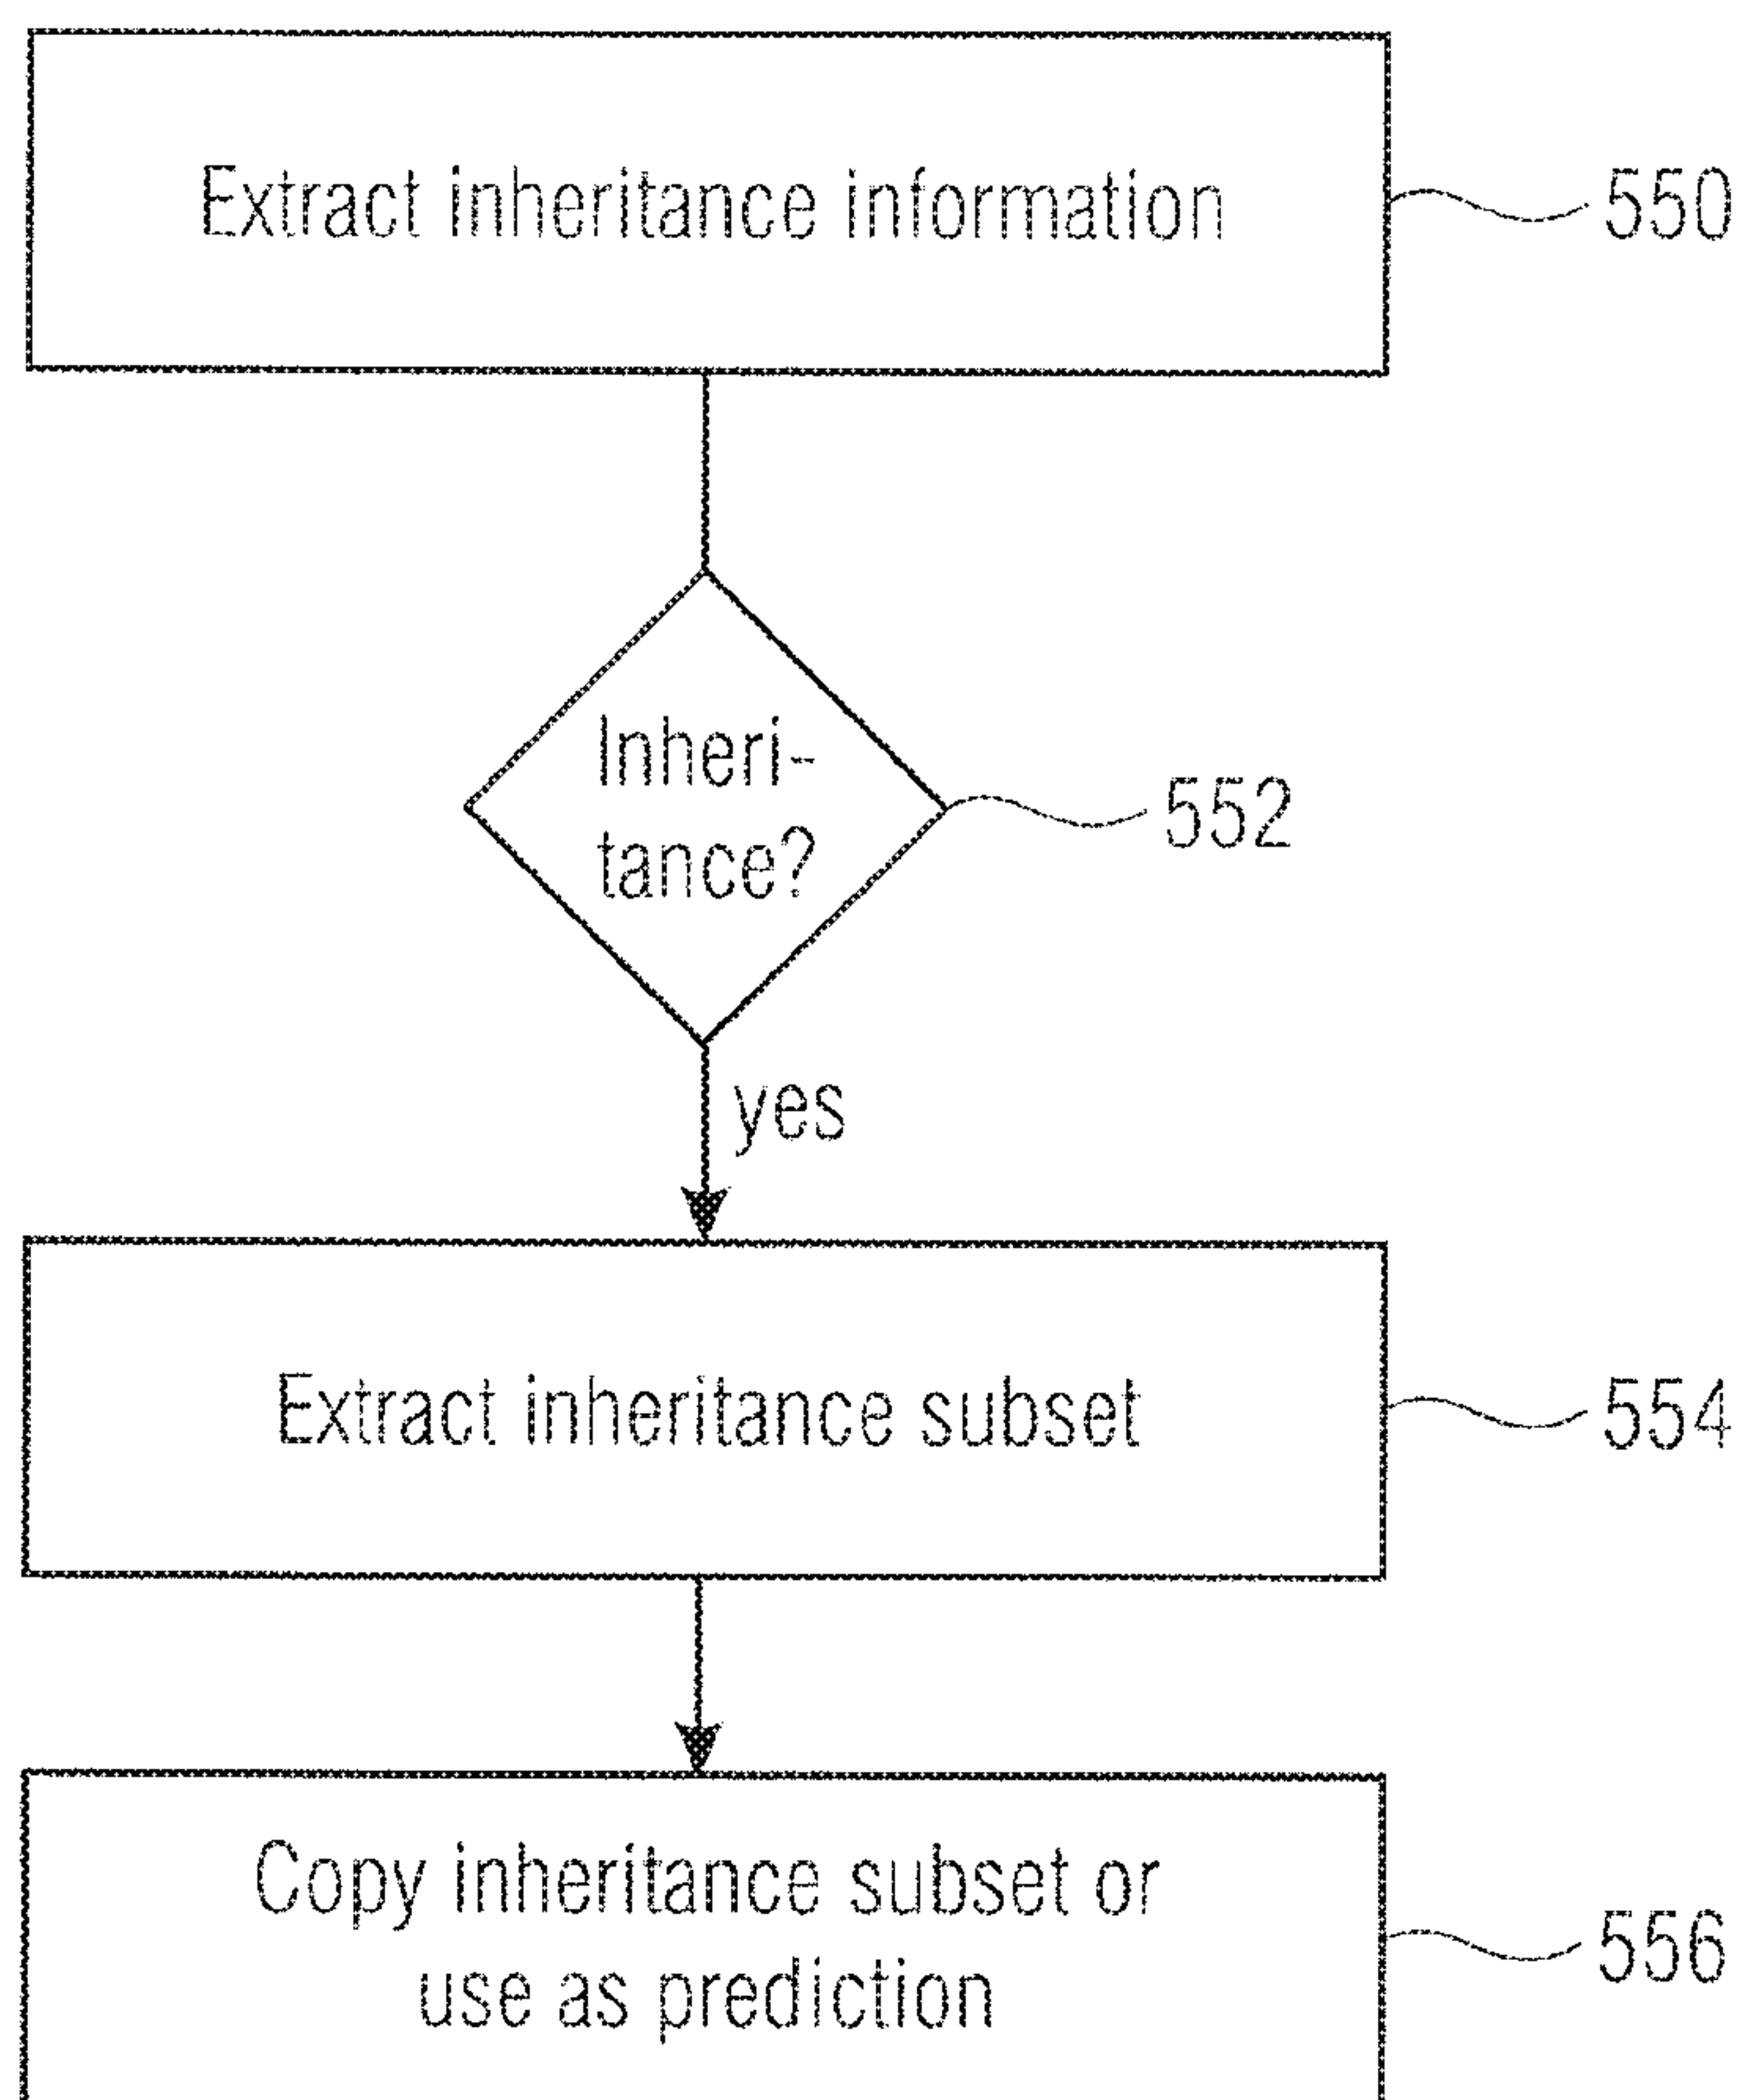 Extract inheritance information
550
Inheri-
tance?
552
yes
Extract inheritance subset
554
Copy inheritance subset or
use as prediction
556